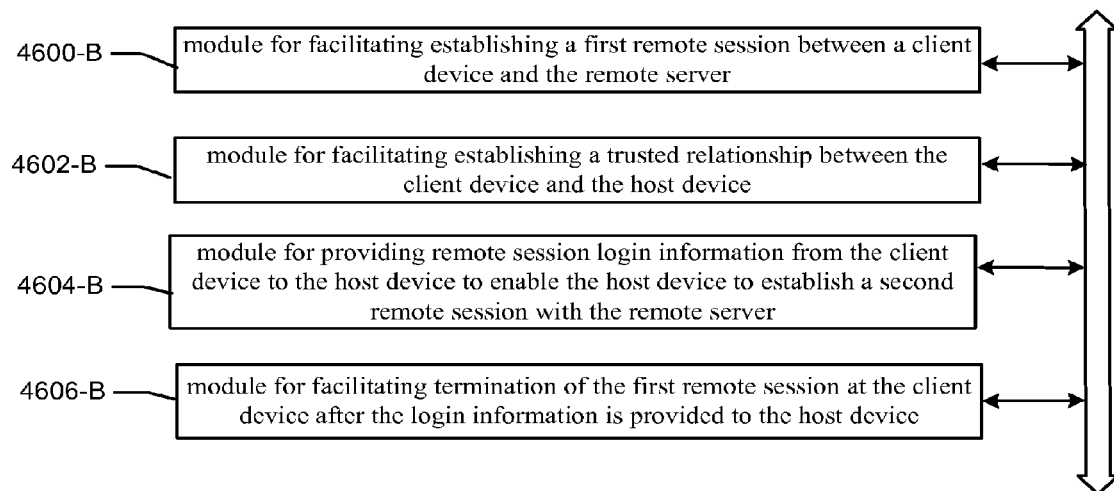 4600-B
module for facilitating establishing a first remote session between a client
device and the remote server
4602-B
module for facilitating establishing a trusted relationship between the
client device and the host device
4604-B
module for providing remote session login information from the client
device to the host device to enable the host device to establish a second
remote session with the remote server
4606-B
module for facilitating termination of the first remote session at the client
device after the login information is provided to the host device